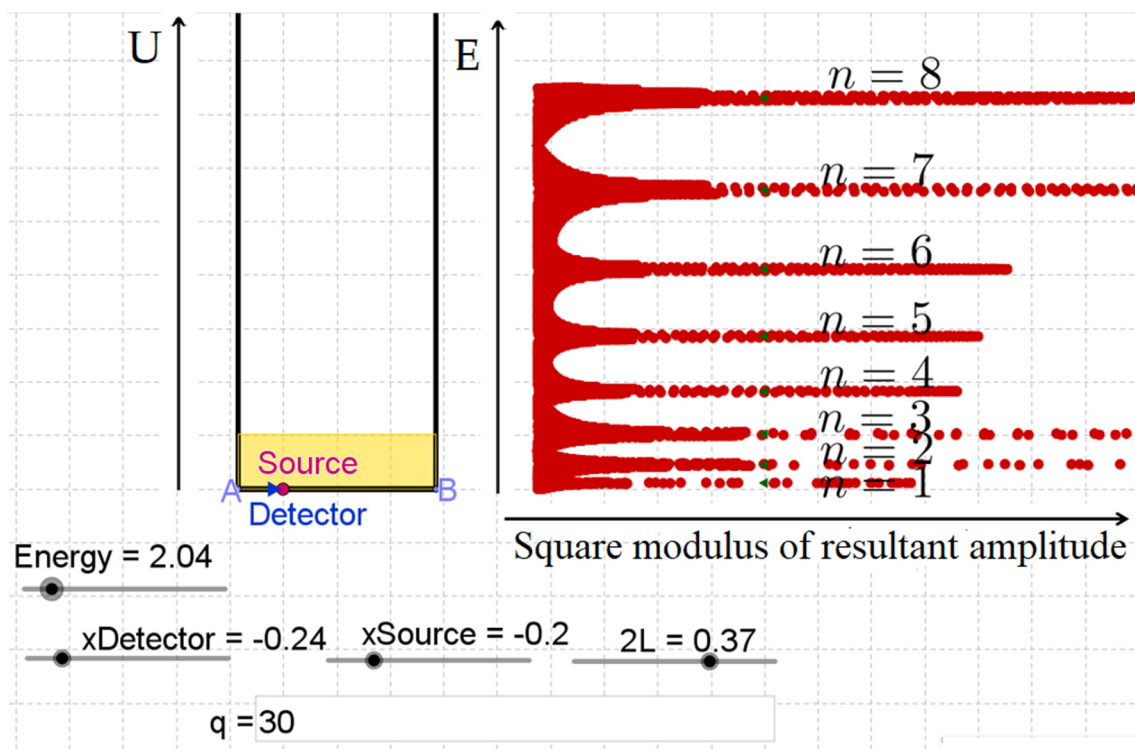 U
E
n = 8
n = 7
n = 6
n = 5
n = 4
n = 3
n = 2
n = 1
Source
A
B
Detector
Square modulus of resultant amplitude
Energy = 2.04
xDetector = -0.24
xSource = -0.2
2L = 0.37
q =30